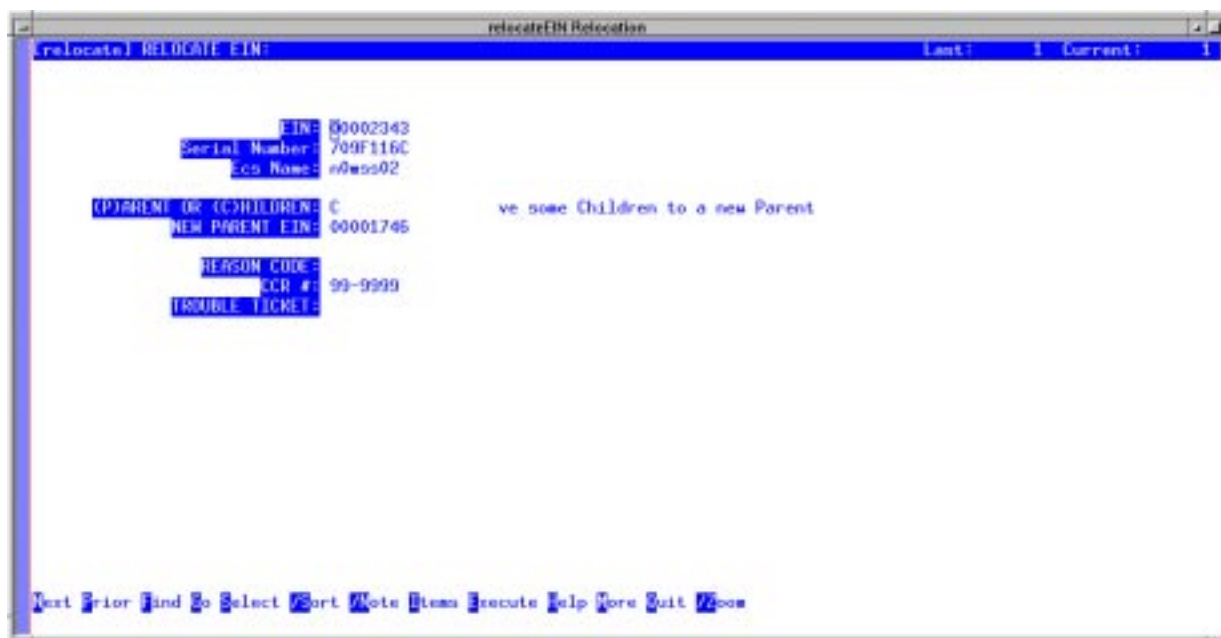 relocateEIN Relocation
[relocate] RELOCATE EIN: Last: 1 Current: 1
EIN: 00002343
Serial Number: 709F116C
Ecs Name: n0wss02
(P)ARENT OR (C)HILDREN: C ve some Children to a new Parent
NEW PARENT EIN: 00001746
REASON CODE:
CCR #: 99-9999
TROUBLE TICKET:
Next Prior Find Go Select /Sort /Note Items Execute Help More Quit /Zoom